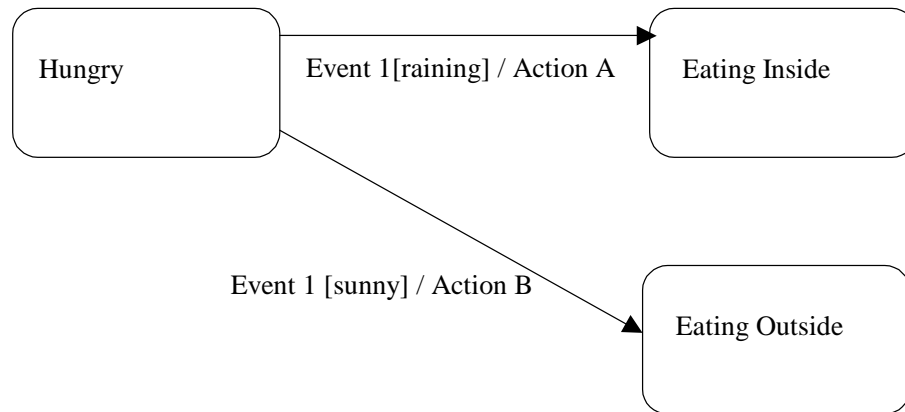 Hungry
Event 1[raining] / Action A
Eating Inside
Event 1 [sunny] / Action B
Eating Outside